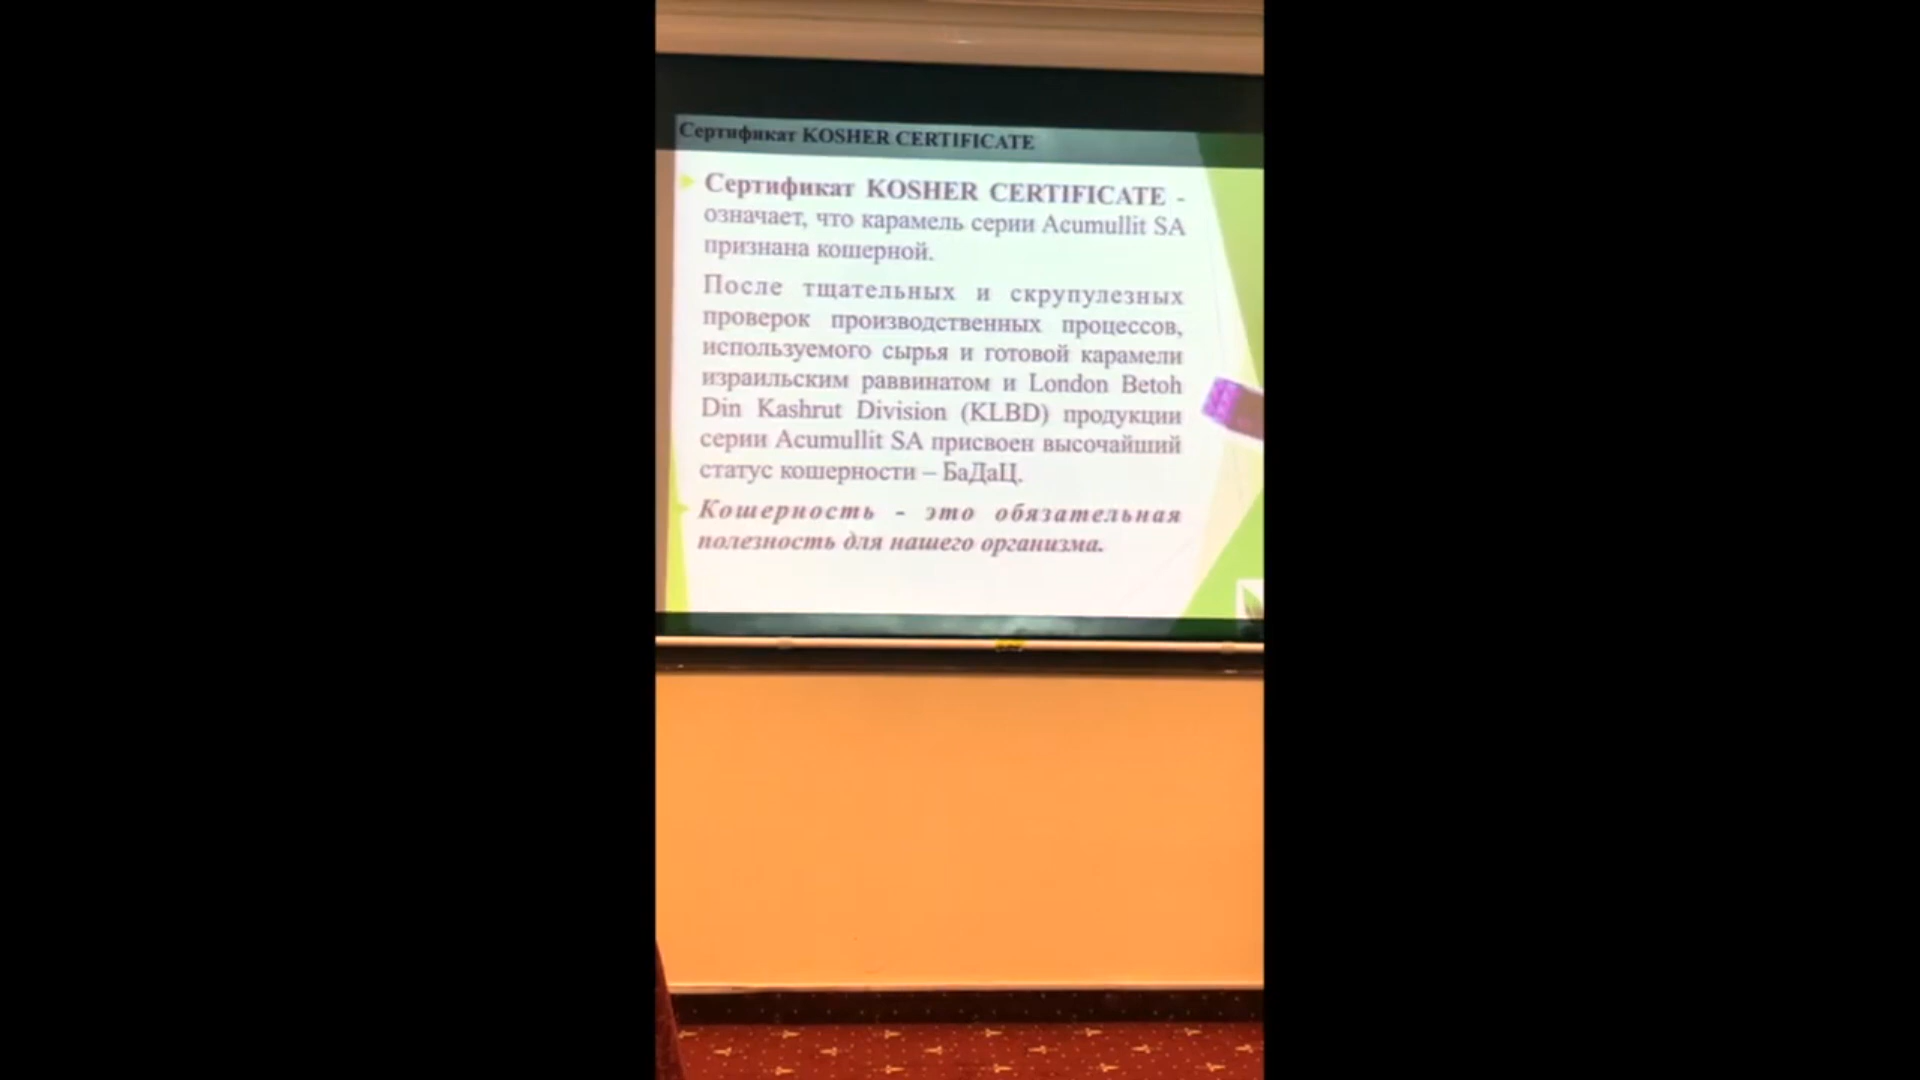 Сертификат KOSHER CERTIFICATE
Сертификат KOSHER CERTIFICATE -
означает, что карамель серии Acumullit SA
признана кошерной.
После тщательных и скрупулезных
проверок производственных процессов,
используемого сырья и готовой карамели
израильским раввинатом и London Betoh
Din Kashrut Division (KLBD) продукции
серии Acumullit SA присвоен высочайший
статус кошерности – БаДаЦ.
Кошерность - это обязательная
полезность для нашего организма.